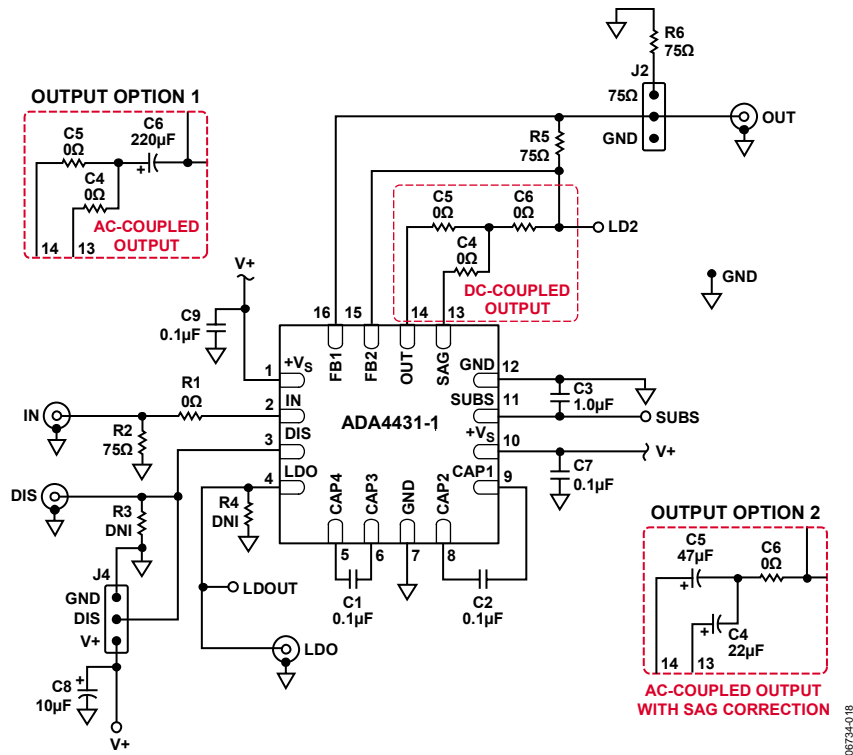 R6
75Ω
J2
75Ω
GND
OUT
OUTPUT OPTION 1
C5
0Ω
C6
220µF
+
C4
0Ω
AC-COUPLED
OUTPUT
14 13
R5
75Ω
C5
0Ω
C6
0Ω
LD2
C4
0Ω
DC-COUPLED
OUTPUT
GND
V+
C9
0.1µF
16 15 14 13
FB1
FB2
OUT
SAG
1
+VS
GND
12
R1
0Ω
C3
1.0µF
IN
2
IN
SUBS
11
SUBS
ADA4431-1
R2
75Ω
3
DIS
+VS
10
V+
4
LDO
CAP1
9
C7
0.1µF
DIS
R3
DNI
R4
DNI
CAP4
CAP3
GND
CAP2
5 6 7 8
J4
GND
DIS
V+
LDOUT
C1
0.1µF
C2
0.1µF
LDO
C8
10µF
+
V+
OUTPUT OPTION 2
C5
47µF
+
C6
0Ω
C4
22µF
+
14 13
AC-COUPLED OUTPUT
WITH SAG CORRECTION
06734-018